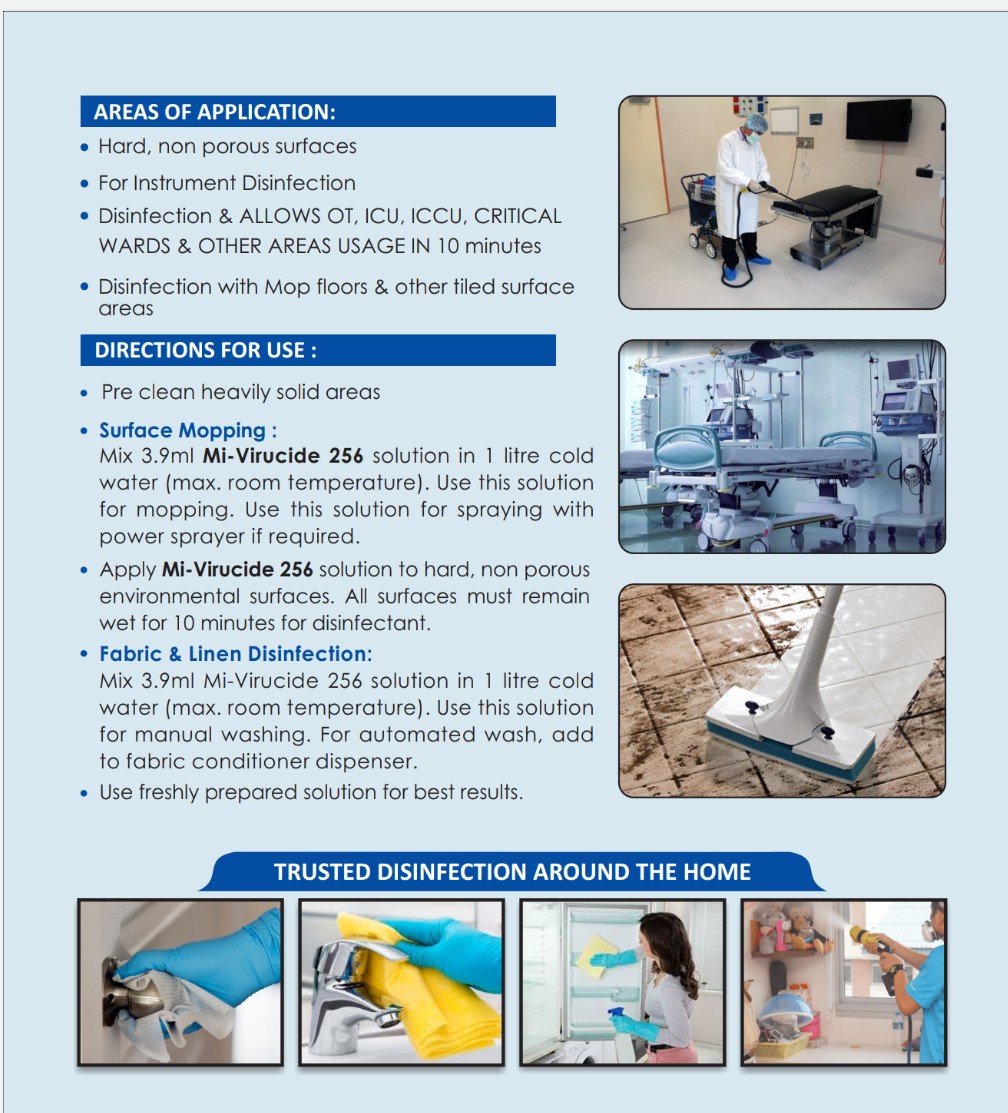 AREAS OF APPLICATION:
• Hard, non porous surfaces
• For Instrument Disinfection
• Disinfection & ALLOWS OT, ICU, ICCU, CRITICAL
WARDS & OTHER AREAS USAGE IN 10 minutes
• Disinfection with Mop floors & other tiled surface
areas
DIRECTIONS FOR USE :
• Pre clean heavily solid areas
• Surface Mopping :
Mix 3.9ml Mi-Virucide 256 solution in 1 litre cold
water (max. room temperature). Use this solution
for mopping. Use this solution for spraying with
power sprayer if required.
• Apply Mi-Virucide 256 solution to hard, non porous
environmental surfaces. All surfaces must remain
wet for 10 minutes for disinfectant.
• Fabric & Linen Disinfection:
Mix 3.9ml Mi-Virucide 256 solution in 1 litre cold
water (max. room temperature). Use this solution
for manual washing. For automated wash, add
to fabric conditioner dispenser.
• Use freshly prepared solution for best results.
TRUSTED DISINFECTION AROUND THE HOME